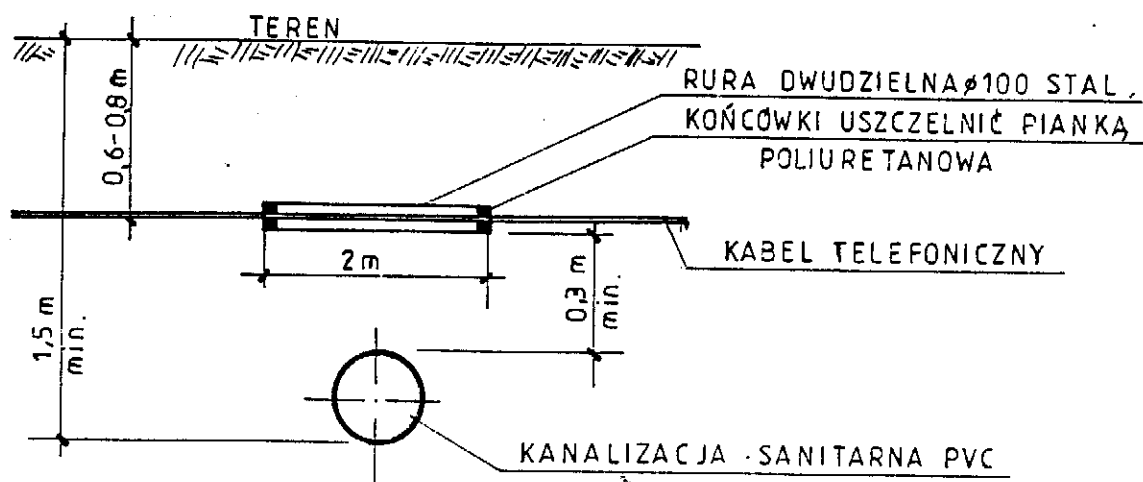 TEREN
RURA DWUDZIELNA ø100 STAL.
KOŃCÓWKI USZCZELNIĆ PIANKĄ
POLIURETANOWA
0,6-0,8 m
KABEL TELEFONICZNY
2 m
0,3 m
min.
1,5 m
min.
KANALIZACJA SANITARNA PVC